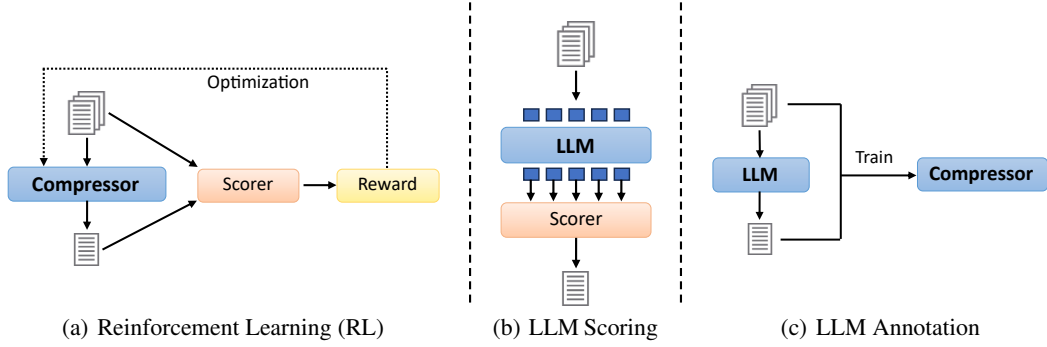 Optimization
Compressor
Scorer
Reward
(a) Reinforcement Learning (RL)
LLM
Scorer
(b) LLM Scoring
LLM
Train
Compressor
(c) LLM Annotation